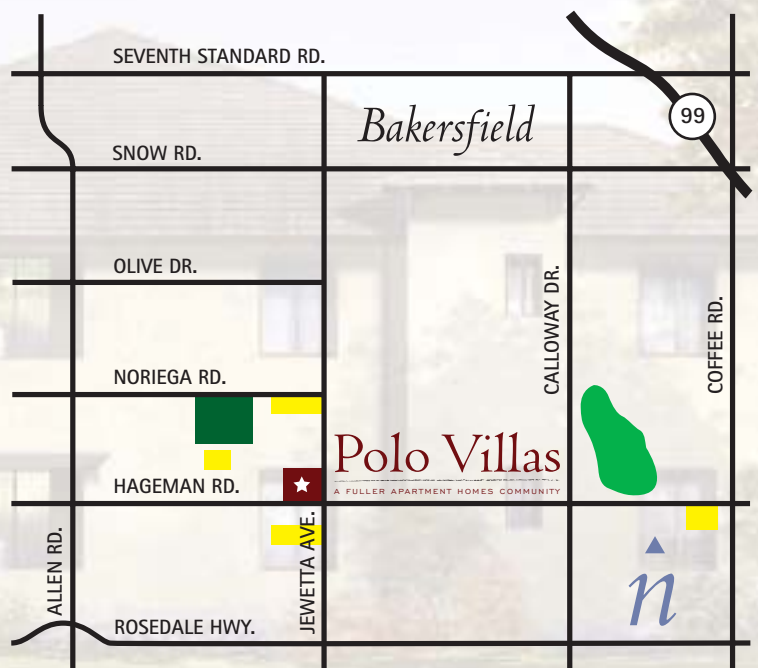 SEVENTH STANDARD RD.
99
Bakersfield
SNOW RD.
OLIVE DR.
CALLOWAY DR.
COFFEE RD.
NORIEGA RD.
Polo Villas
A FULLER APARTMENT HOMES COMMUNITY
HAGEMAN RD.
ALLEN RD.
JEWETTA AVE.
n
ROSEDALE HWY.